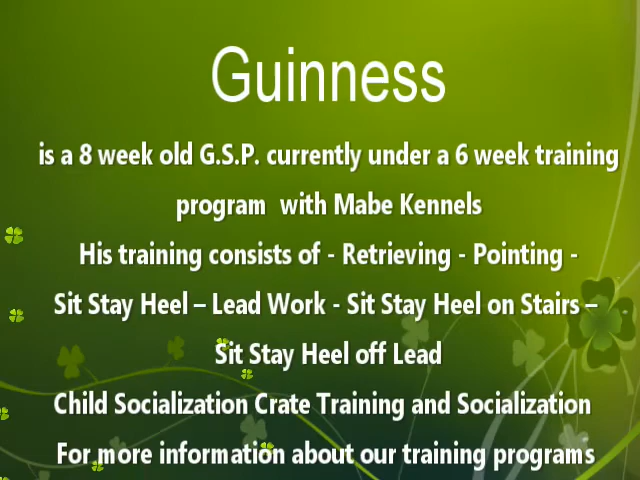 Guinness
is a 8 week old G.S.P. currently under a 6 week training
program with Mabe Kennels
His training consists of - Retrieving - Pointing -
Sit Stay Heel – Lead Work - Sit Stay Heel on Stairs –
Sit Stay Heel off Lead
Child Socialization Crate Training and Socialization
For more information about our training programs